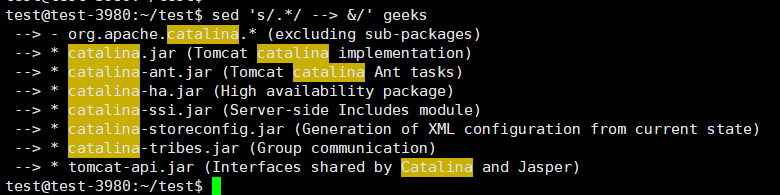 test@test-3980:~/test$ sed 's/.*/ --> &/' geeks
 --> - org.apache.catalina.* (excluding sub-packages)
 --> * catalina.jar (Tomcat catalina implementation)
 --> * catalina-ant.jar (Tomcat catalina Ant tasks)
 --> * catalina-ha.jar (High availability package)
 --> * catalina-ssi.jar (Server-side Includes module)
 --> * catalina-storeconfig.jar (Generation of XML configuration from current state)
 --> * catalina-tribes.jar (Group communication)
 --> * tomcat-api.jar (Interfaces shared by Catalina and Jasper)
test@test-3980:~/test$